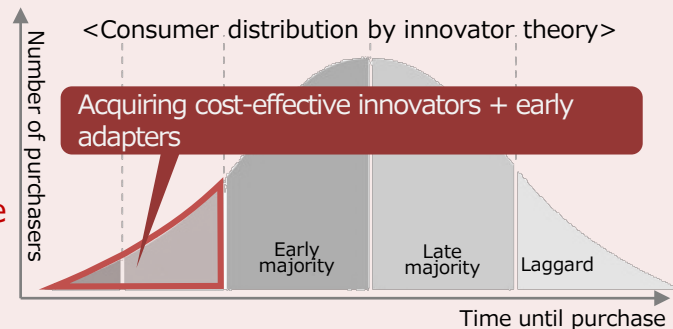 <Consumer distribution by innovator theory>
Number of purchasers
Acquiring cost-effective innovators + early
adapters
e
Early
majority
Late
majority
Laggard
Time until purchase